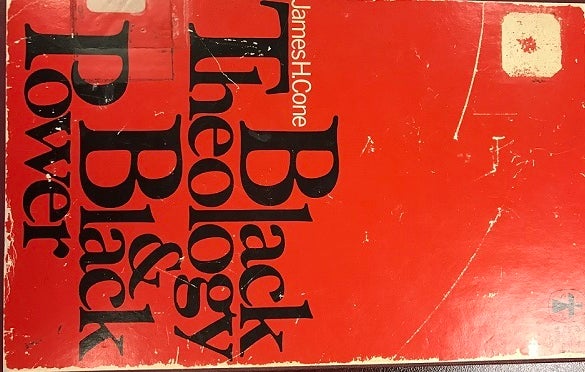 James H. Cone
Black
Theology
&
Black
Power